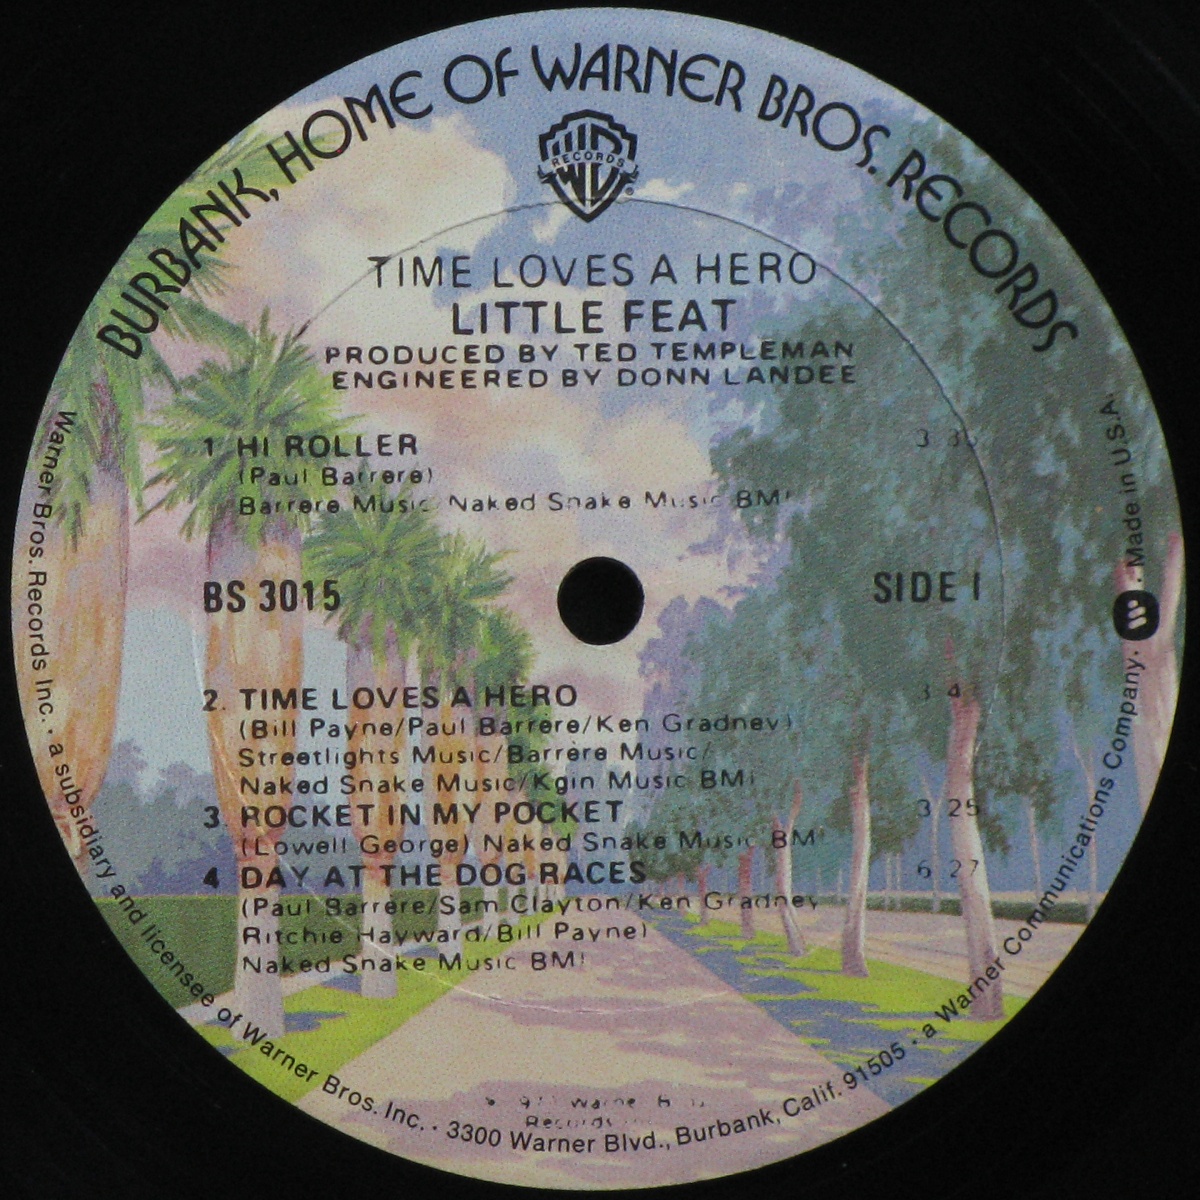 BURBANK, HOME OF WARNER BROS. RECORDS
RECORDS
TIME LOVES A HERO
LITTLE FEAT
PRODUCED BY TED TEMPLEMAN
ENGINEERED BY DONN LANDEE
1 HI ROLLER
(Paul Barrere)
Barrere Music Naked Snake Music BMI
BS 3015
SIDE 1
2. TIME LOVES A HERO
(Bill Payne/Paul Barrere/Ken Gradney)
Streetlights Music/Barrere Music/
Naked Snake Music/Kgin Music BMI
3 ROCKET IN MY POCKET 3 25
(Lowell George) Naked Snake Music BMI
4 DAY AT THE DOG RACES 6 27
(Paul Barrere/Sam Clayton/Ken Gradney
Ritchie Hayward/Bill Payne)
Naked Snake Music BMI
Records
Warner Bros. Records Inc. · a subsidiary and licensee of Warner Bros. Inc. · 3300 Warner Blvd., Burbank, Calif. 91505 · a Warner Communications Company. · Made in U.S.A.